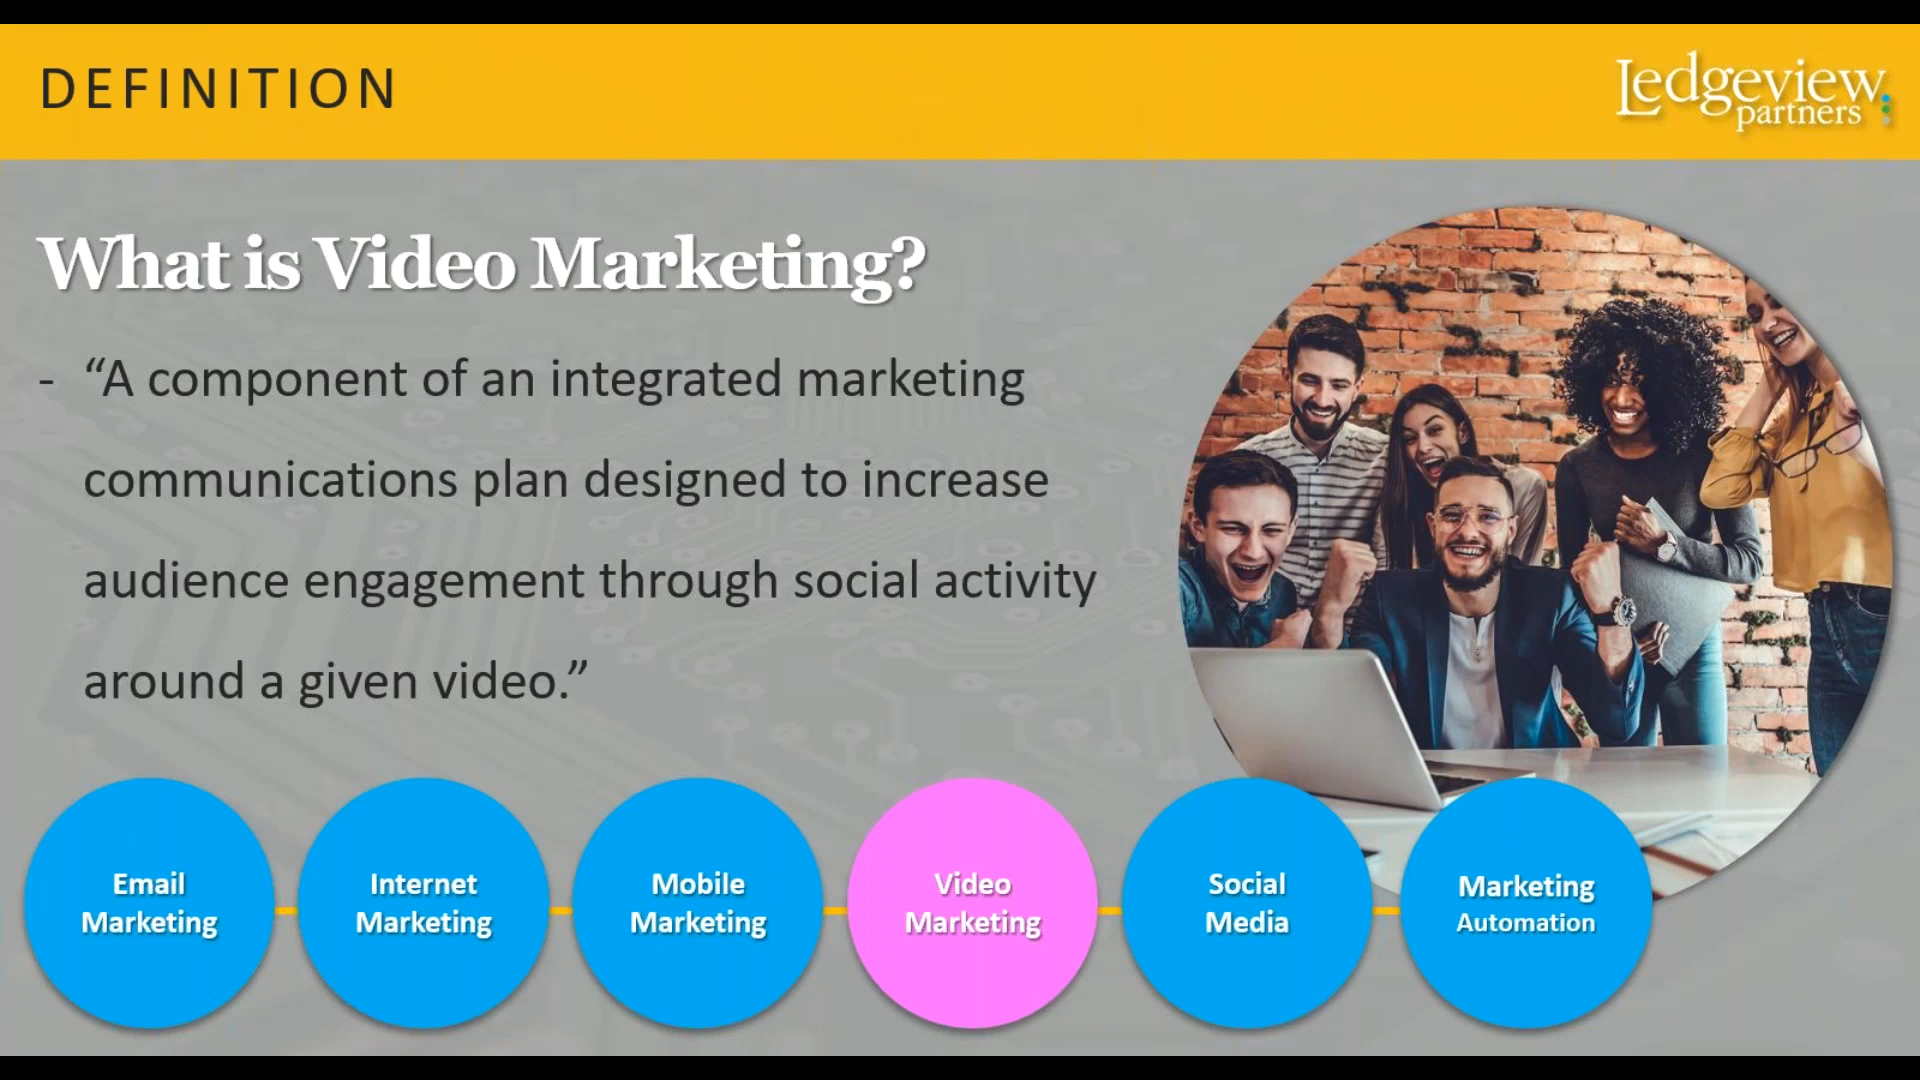 DEFINITION
Ledgeview
partners
What is Video Marketing?
- “A component of an integrated marketing
communications plan designed to increase
audience engagement through social activity
around a given video.”
Email
Marketing
Internet
Marketing
Mobile
Marketing
Video
Marketing
Social
Media
Marketing
Automation